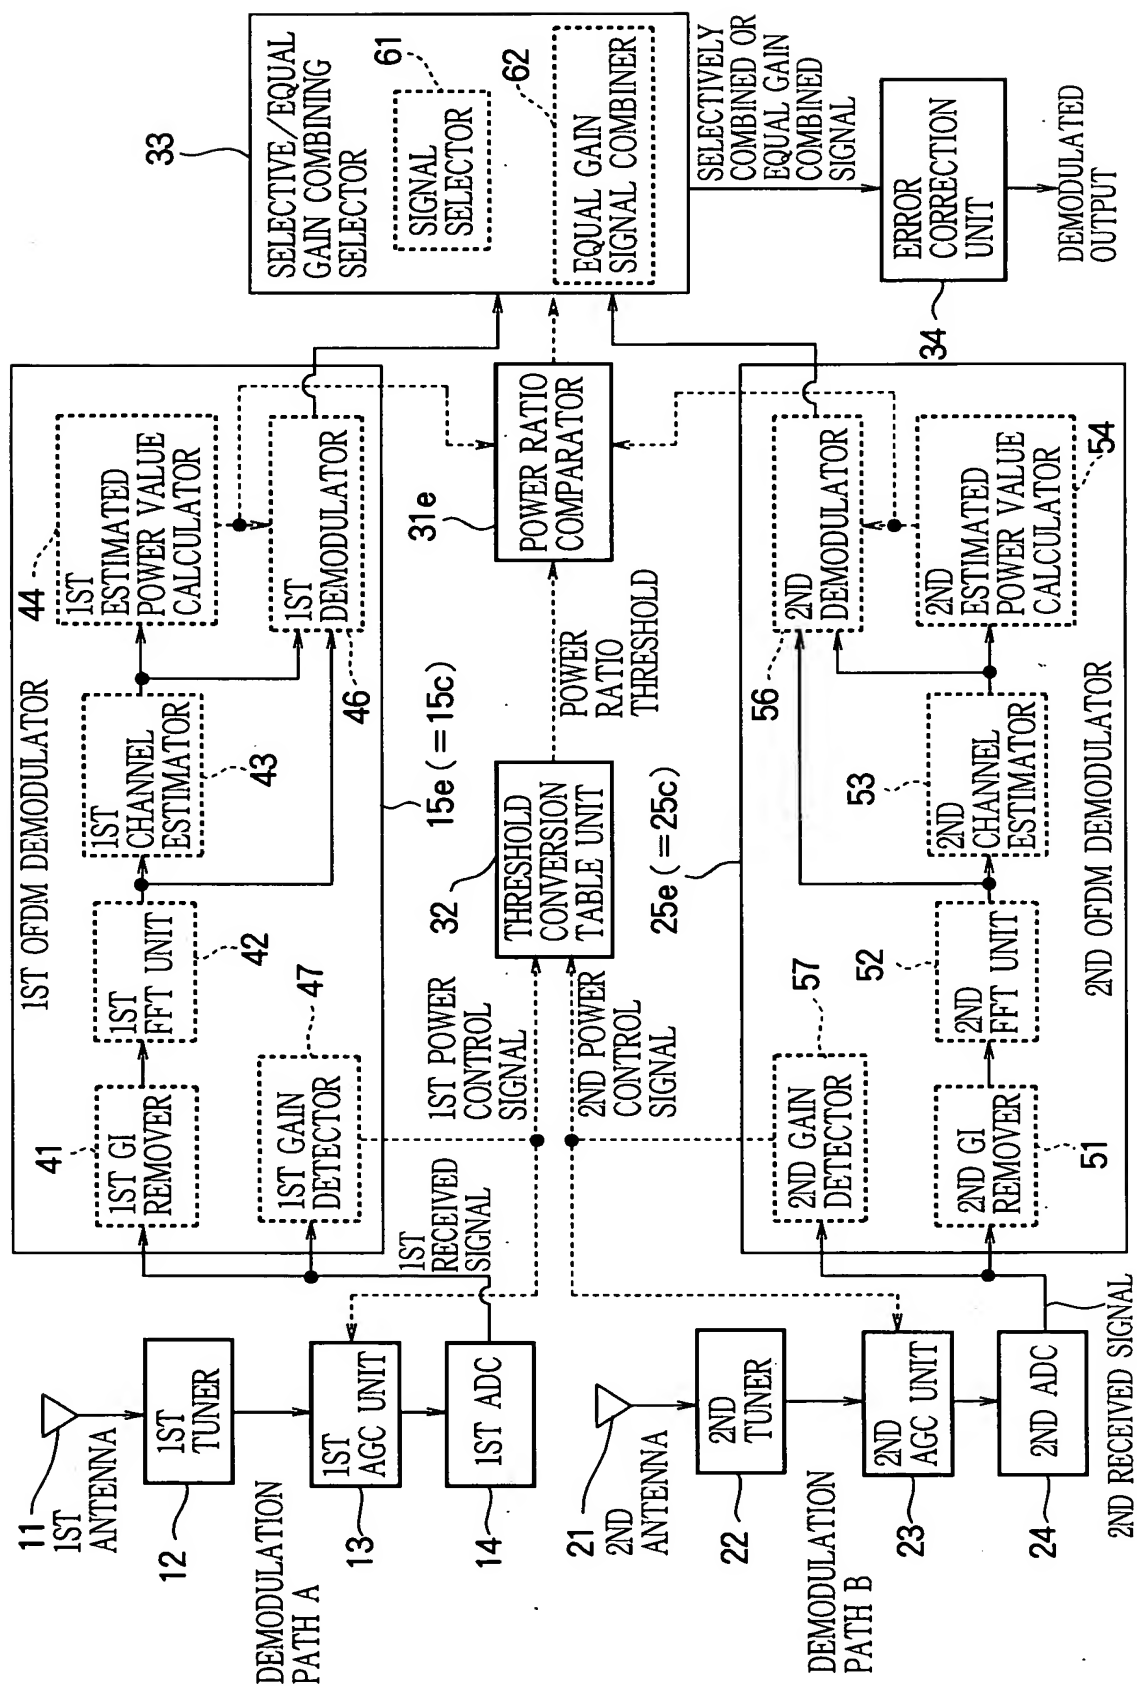 11
1ST
ANTENNA
12
1ST
TUNER
DEMODULATION
PATH A
13
1ST
AGC UNIT
14
1ST ADC
1ST
RECEIVED
SIGNAL
1ST OFDM DEMODULATOR
41
1ST GI
REMOVER
42
1ST
FFT UNIT
43
1ST
CHANNEL
ESTIMATOR
44
1ST
ESTIMATED
POWER VALUE
CALCULATOR
46
1ST
DEMODULATOR
47
1ST GAIN
DETECTOR
15e (=15c)
1ST POWER
CONTROL
SIGNAL
2ND POWER
CONTROL
SIGNAL
32
THRESHOLD
CONVERSION
TABLE UNIT
POWER
RATIO
THRESHOLD
31e
POWER RATIO
COMPARATOR
33
SELECTIVE/EQUAL
GAIN COMBINING
SELECTOR
61
SIGNAL
SELECTOR
62
EQUAL GAIN
SIGNAL COMBINER
SELECTIVELY
COMBINED OR
EQUAL GAIN
COMBINED
SIGNAL
34
ERROR
CORRECTION
UNIT
DEMODULATED
OUTPUT
21
2ND
ANTENNA
22
2ND
TUNER
DEMODULATION
PATH B
23
2ND
AGC UNIT
24
2ND ADC
2ND RECEIVED SIGNAL
25e (=25c)
57
2ND GAIN
DETECTOR
51
2ND GI
REMOVER
52
2ND
FFT UNIT
53
2ND
CHANNEL
ESTIMATOR
56
2ND
DEMODULATOR
54
2ND
ESTIMATED
POWER VALUE
CALCULATOR
2ND OFDM DEMODULATOR